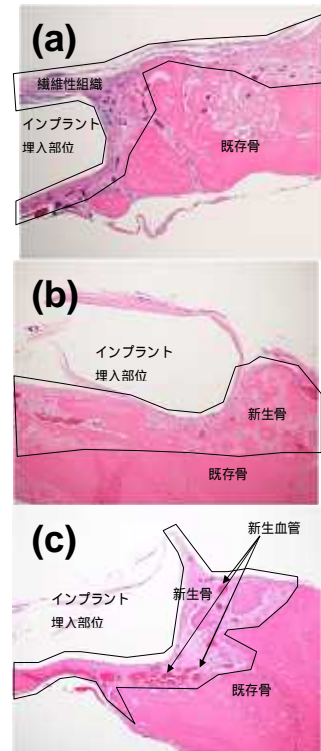 (a)
繊維性組織
インプラント
埋入部位
既存骨
(b)
インプラント
埋入部位
新生骨
既存骨
(c)
新生血管
インプラント
埋入部位
新生骨
既存骨